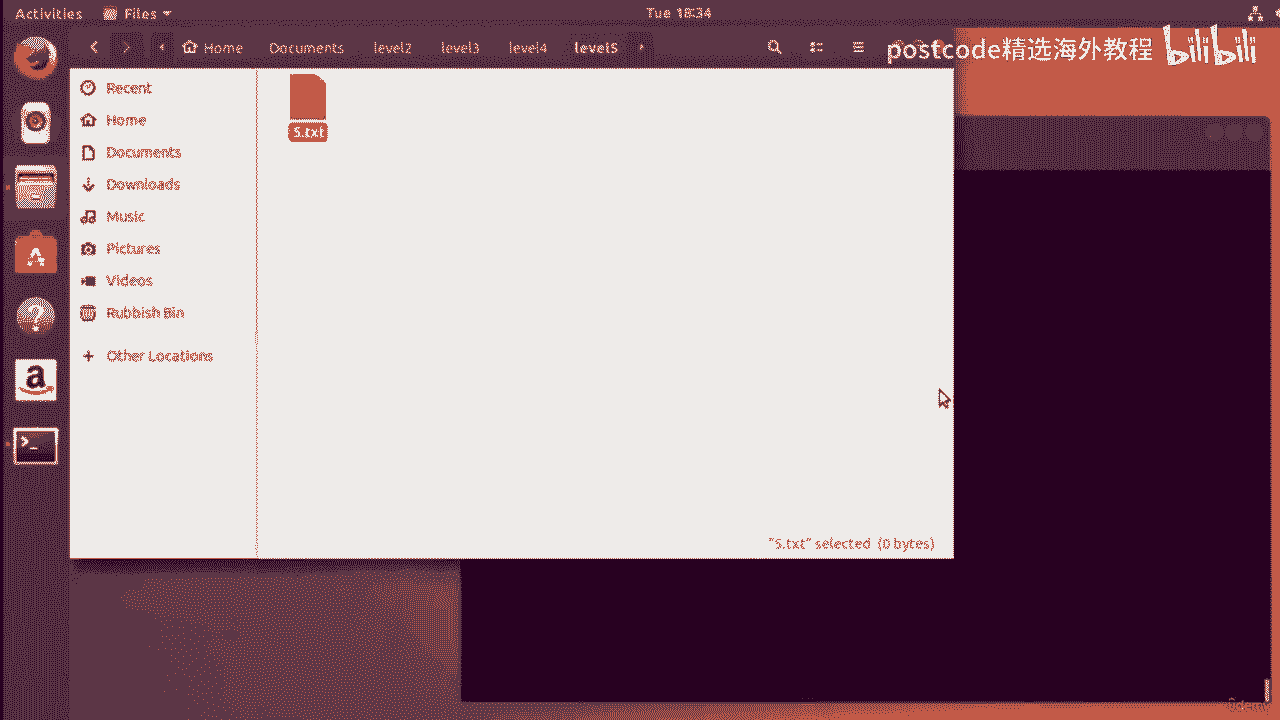 Activities Files Tue 18:34
Home Documents level2 level3 level4 level5
postcode精选海外教程 bilibili
Recent
5.txt
Home
Documents
Downloads
Music
Pictures
Videos
Rubbish Bin
Other Locations
"5.txt" selected (0 bytes)